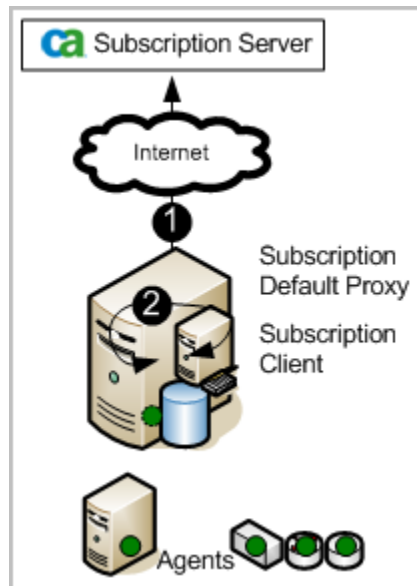 ca Subscription Server
Internet
1
Subscription
Default Proxy
2
Subscription
Client
Agents